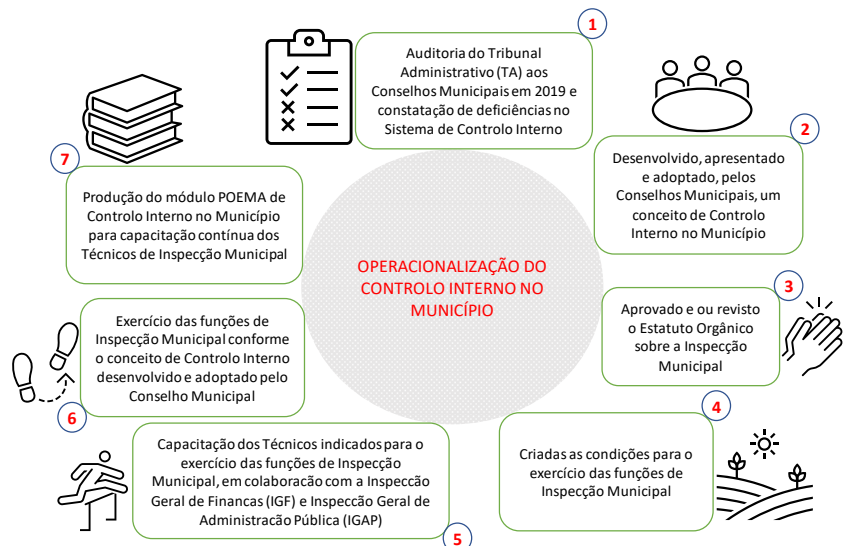 1
Auditoria do Tribunal
Administrativo (TA) aos
Conselhos Municipais em 2019 e
constatação de deficiências no
Sistema de Controlo Interno
2
Desenvolvido, apresentado
e adoptado, pelos
Conselhos Municipais, um
conceito de Controlo
Interno no Município
3
Aprovado e ou revisto
o Estatuto Orgânico
sobre a Inspecção
Municipal
4
Criadas as condições para o
exercício das funções de
Inspecção Municipal
5
Capacitação dos Técnicos indicados para o
exercício das funções de Inspecção
Municipal, em colaboracão com a Inspeccão
Geral de Financas (IGF) e Inspeccão Geral de
Administracão Pública (IGAP)
6
Exercício das funções de
Inspecção Municipal conforme
o conceito de Controlo Interno
desenvolvido e adoptado pelo
Conselho Municipal
7
Produção do módulo POEMA de
Controlo Interno no Município
para capacitação contínua dos
Técnicos de Inspecção Municipal
OPERACIONALIZAÇÃO DO
CONTROLO INTERNO NO
MUNICÍPIO